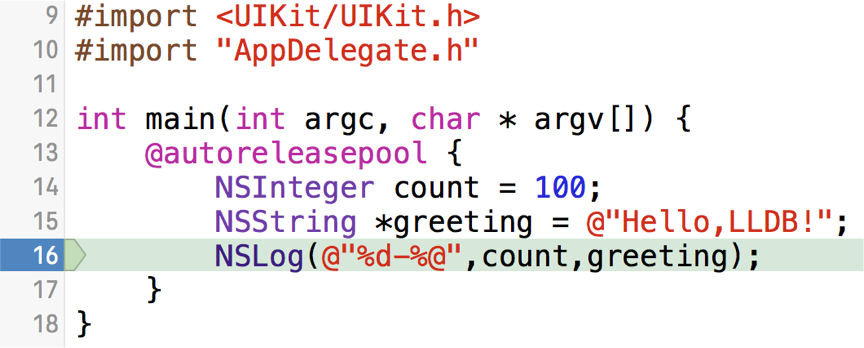 9 #import <UIKit/UIKit.h>
10 #import "AppDelegate.h"
11
12 int main(int argc, char * argv[]) {
13     @autoreleasepool {
14         NSInteger count = 100;
15         NSString *greeting = @"Hello,LLDB!";
16         NSLog(@"%d-%@",count,greeting);
17     }
18 }